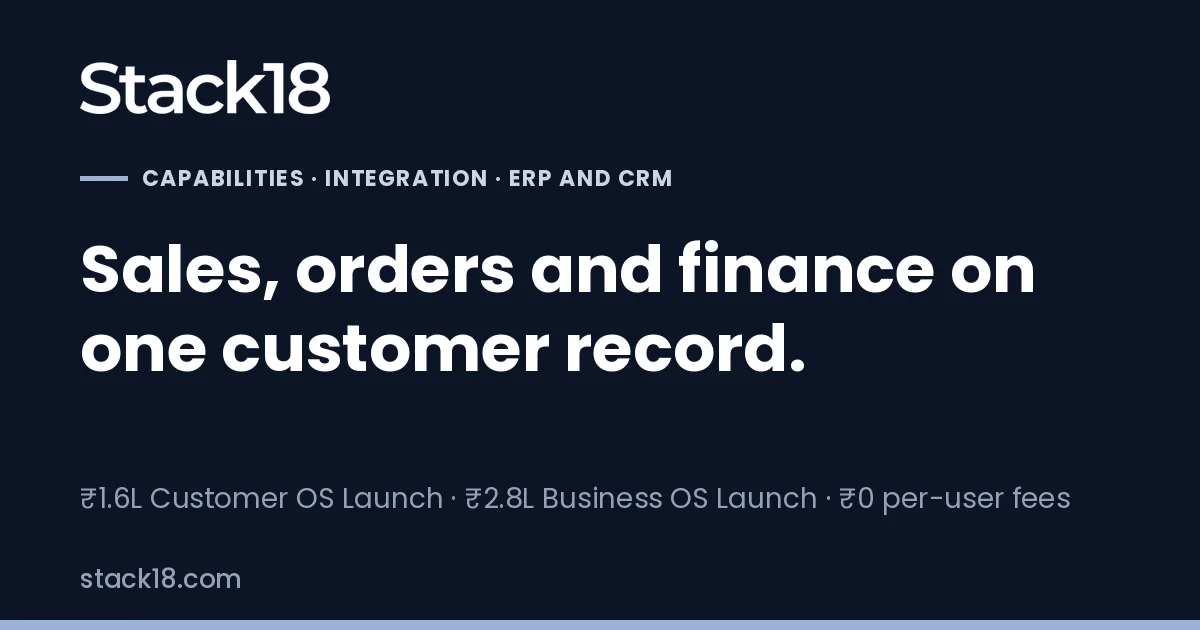 Stack18
CAPABILITIES · INTEGRATION · ERP AND CRM
Sales, orders and finance on
one customer record.
₹1.6L Customer OS Launch · ₹2.8L Business OS Launch · ₹0 per-user fees
stack18.com